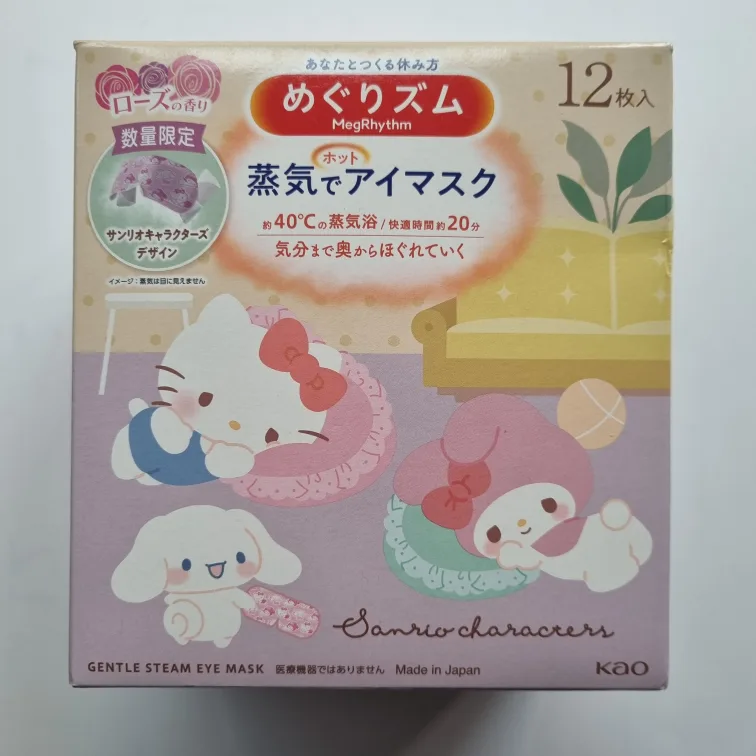 あなたとつくる休み方
めぐりズム
MegRhythm
12枚入
ローズの香り
数量限定
サンリオキャラクターズ
デザイン
イメージ：蒸気は目に見えません
ホット
蒸気でアイマスク
約40℃の蒸気浴/快適時間約20分
気分まで奥からほぐれていく
Sanrio characters
GENTLE STEAM EYE MASK 医療機器ではありません Made in Japan
Kao